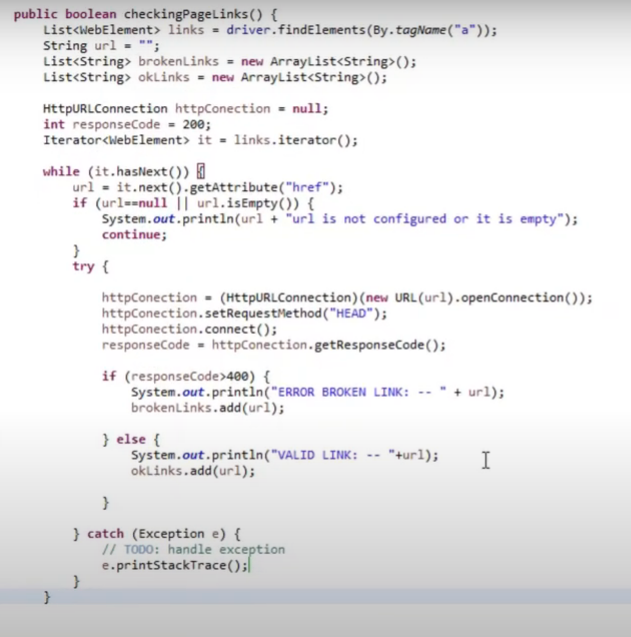 public boolean checkingPageLinks() {
List<WebElement> links = driver.findElements(By.tagName("a"));
String url = "";
List<String> brokenLinks = new ArrayList<String>();
List<String> okLinks = new ArrayList<String>();
HttpURLConnection httpConection = null;
int responseCode = 200;
Iterator<WebElement> it = links.iterator();
while (it.hasNext()) {
url = it.next().getAttribute("href");
if (url==null || url.isEmpty()) {
System.out.println(url + "url is not configured or it is empty");
continue;
}
try {
httpConection = (HttpURLConnection)(new URL(url).openConnection());
httpConection.setRequestMethod("HEAD");
httpConection.connect();
responseCode = httpConection.getResponseCode();
if (responseCode>400) {
System.out.println("ERROR BROKEN LINK: -- " + url);
brokenLinks.add(url);
} else {
System.out.println("VALID LINK: -- "+url);
okLinks.add(url);
}
} catch (Exception e) {
// TODO: handle exception
e.printStackTrace();
}
}